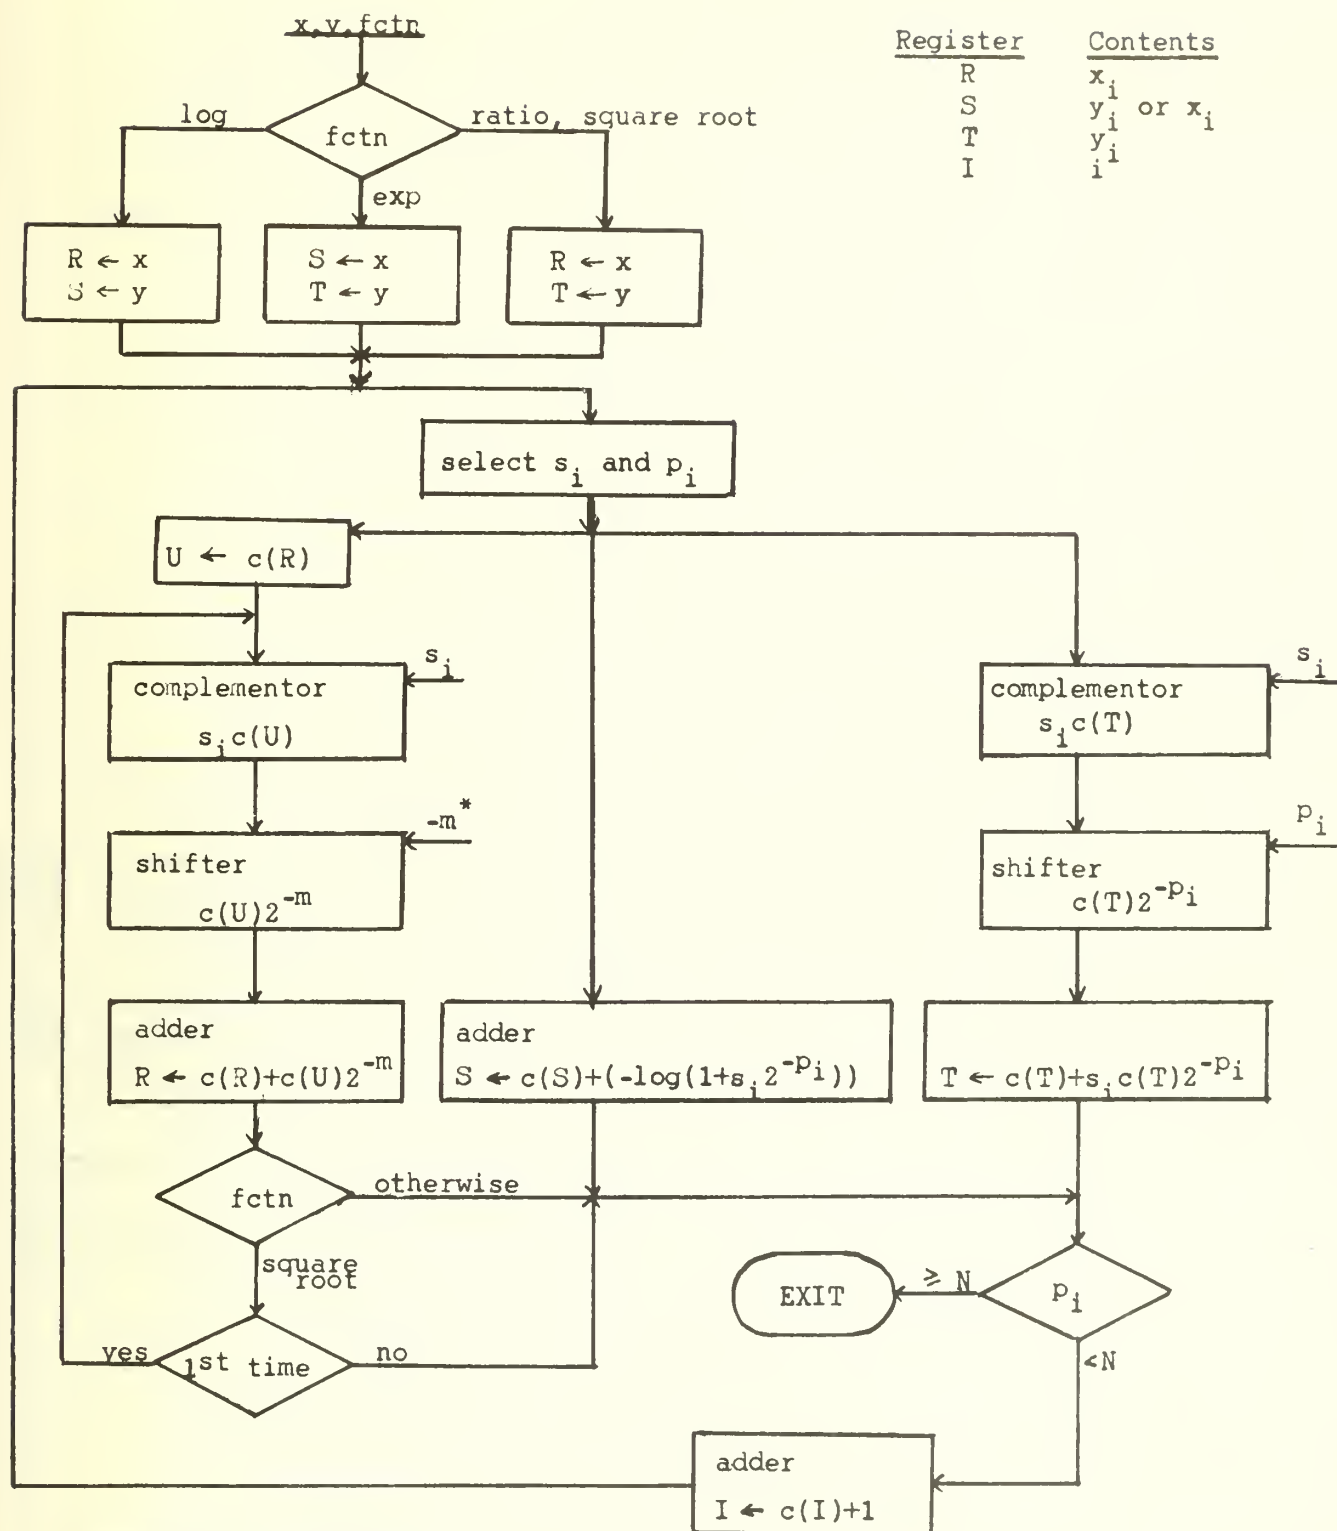 x,y,fctn
Register Contents
R x_i
S y_i or x_i
T y_i
I i
log
fctn
ratio, square root
exp
R ← x
S ← y
S ← x
T ← y
R ← x
T ← y
select s_i and p_i
U ← c(R)
s_i
complementor
s_i c(U)
s_i
complementor
s_i c(T)
-m*
shifter
c(U)2^-m
p_i
shifter
c(T)2^-p_i
adder
R ← c(R)+c(U)2^-m
adder
S ← c(S)+(-log(1+s_i 2^-p_i))
T ← c(T)+s_i c(T)2^-p_i
fctn
otherwise
square
root
EXIT
≥ N
p_i
<N
yes
1st time
no
adder
I ← c(I)+1